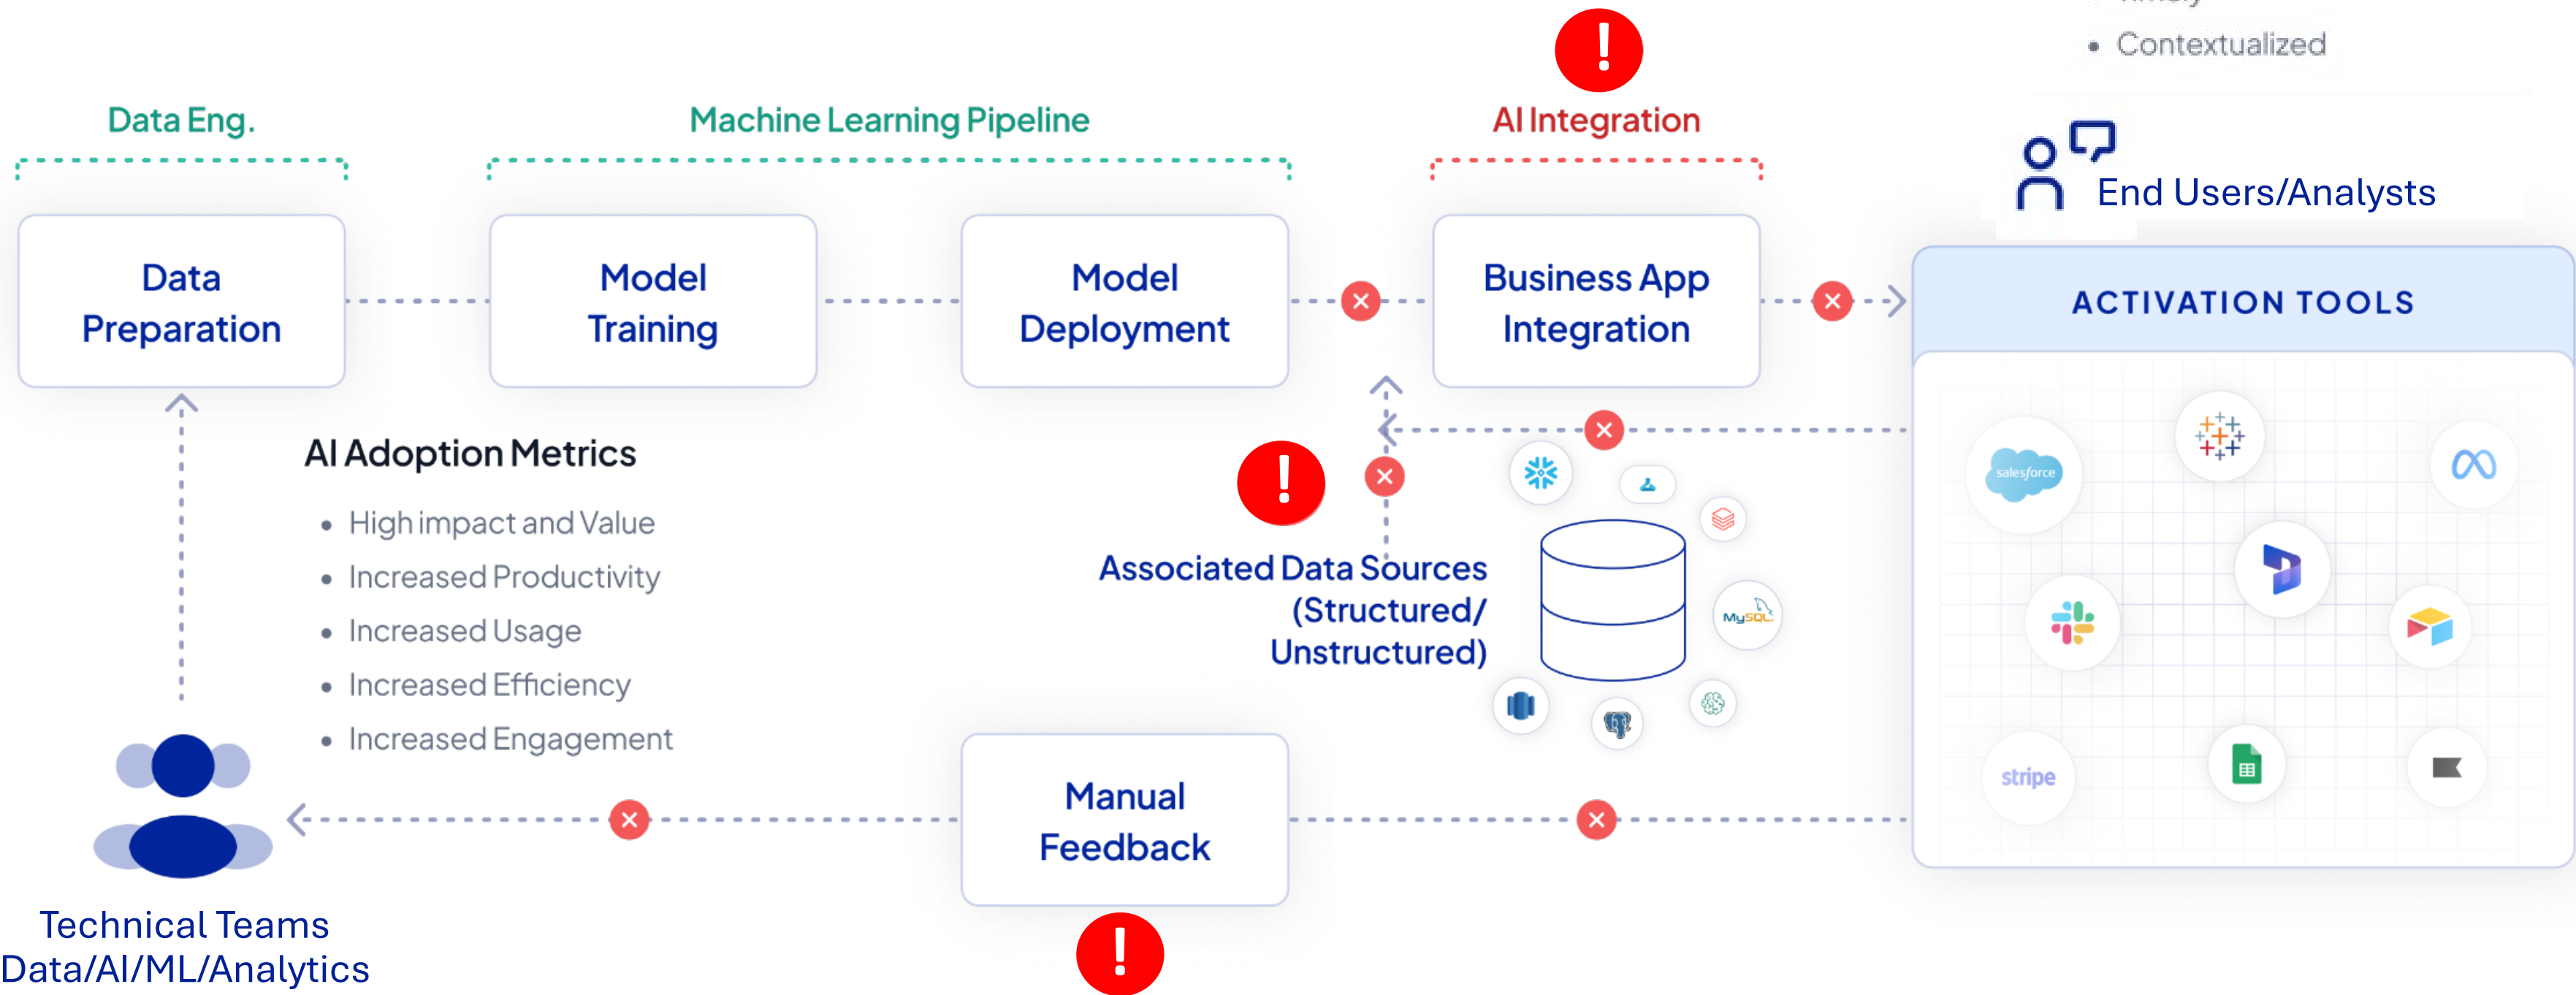 Contextualized
Data Eng.
Machine Learning Pipeline
AI Integration
End Users/Analysts
Data
Preparation
Model
Training
Model
Deployment
Business App
Integration
ACTIVATION TOOLS
AI Adoption Metrics
High impact and Value
Increased Productivity
Increased Usage
Increased Efficiency
Increased Engagement
Associated Data Sources
(Structured/
Unstructured)
MySQL
salesforce
stripe
Manual
Feedback
Technical Teams
Data/AI/ML/Analytics